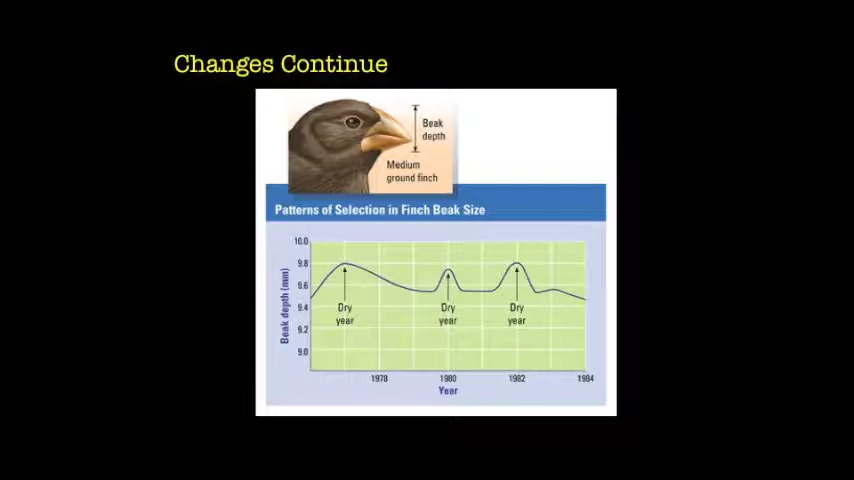 Changes Continue
Beak
depth
Medium
ground finch
Patterns of Selection in Finch Beak Size
Beak depth (mm)
10.0
9.8
9.6
9.4
9.2
9.0
Dry
year
Dry
year
Dry
year
1978
1980
1982
1984
Year